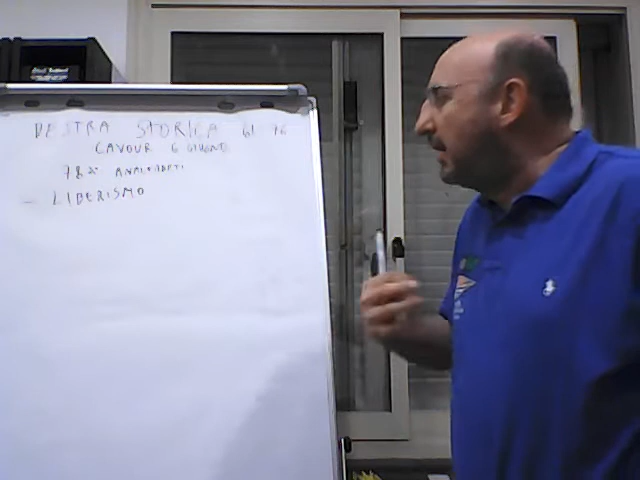 DESTRA STORICA 61 76
CAVOUR 6 GIUGNO
78% ANALFABETI
- LIBERISMO